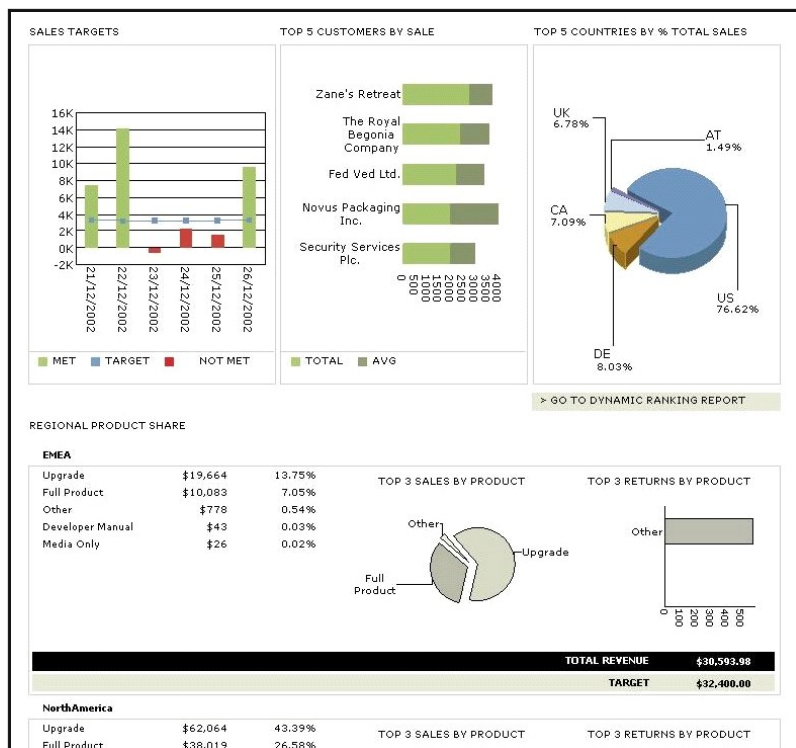 SALES TARGETS
16K
14K
12K
10K
8K
6K
4K
2K
0K
-2K
21/12/2002
22/12/2002
23/12/2002
24/12/2002
25/12/2002
26/12/2002
MET
TARGET
NOT MET
TOP 5 CUSTOMERS BY SALE
Zane's Retreat
The Royal
Begonia
Company
Fed Ved Ltd.
Novus Packaging
Inc.
Security Services
Plc.
0
500
1000
1500
2000
2500
3000
3500
4000
TOTAL
AVG
TOP 5 COUNTRIES BY % TOTAL SALES
UK
6.78%
AT
1.49%
CA
7.09%
US
76.62%
DE
8.03%
> GO TO DYNAMIC RANKING REPORT
REGIONAL PRODUCT SHARE
EMEA
Upgrade $19,664 13.75%
Full Product $10,083 7.05%
Other $778 0.54%
Developer Manual $43 0.03%
Media Only $26 0.02%
TOP 3 SALES BY PRODUCT
Other
Upgrade
Full
Product
TOP 3 RETURNS BY PRODUCT
Other
0
100
200
300
400
500
TOTAL REVENUE $30,593.98
TARGET $32,400.00
NorthAmerica
Upgrade $62,064 43.39%
Full Product $38,019 26.58%
TOP 3 SALES BY PRODUCT
TOP 3 RETURNS BY PRODUCT